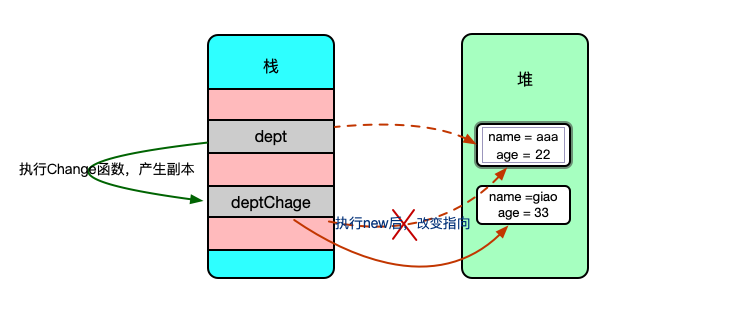 栈
堆
name = aaa
age = 22
dept
执行Change函数，产生副本
deptChage
name =giao
age = 33
执行new后，改变指向